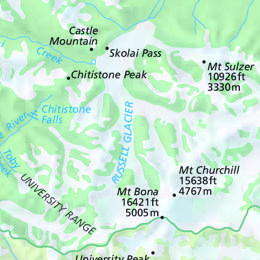 Castle
Mountain
Skolai Pass
Creek
Mt Sulzer
10926ft
3330m
Chitistone Peak
Chitistone
Falls
River
RUSSELL GLACIER
Toby
Creek
UNIVERSITY RANGE
Mt Churchill
15638ft
4767m
Mt Bona
16421ft
5005m
University Peak